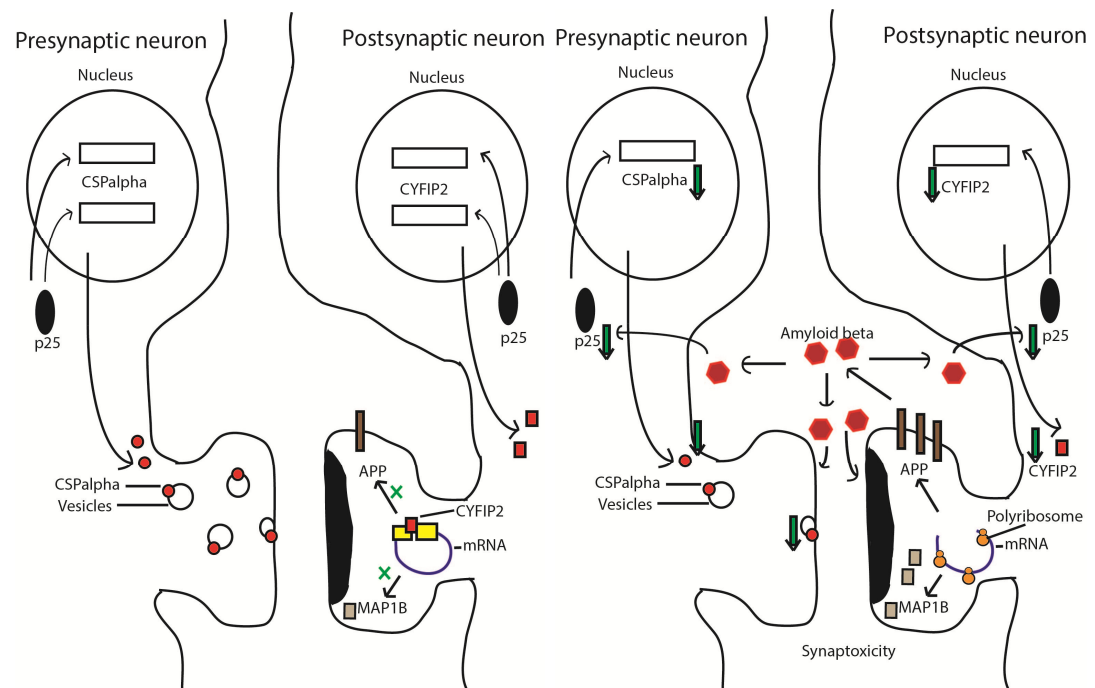 Presynaptic neuron
Postsynaptic neuron
Nucleus
Nucleus
CSPalpha
CYFIP2
p25
p25
CSPalpha
Vesicles
APP
CYFIP2
mRNA
MAP1B
Presynaptic neuron
Postsynaptic neuron
Nucleus
Nucleus
CSPalpha
CYFIP2
p25
p25
Amyloid beta
CSPalpha
Vesicles
APP
CYFIP2
Polyribosome
mRNA
MAP1B
Synaptoxicity